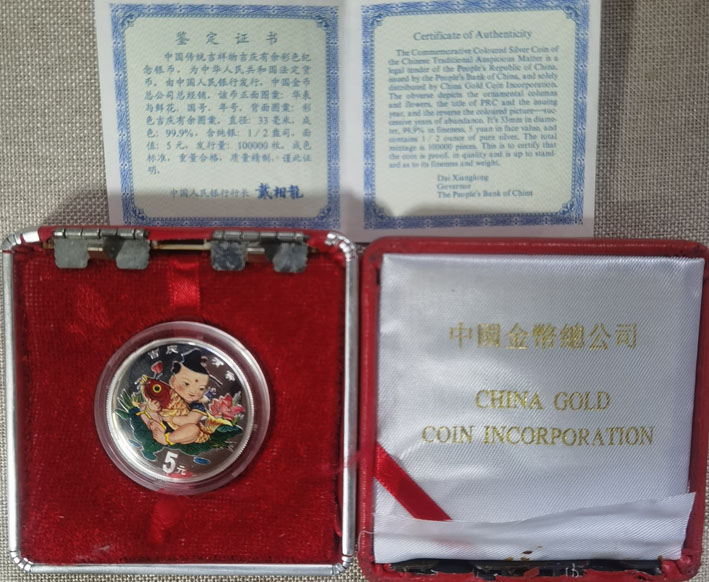 鉴定证书
中国传统吉祥物吉庆有余彩色纪
念银币，为中华人民共和国法定货
币，由中国人民银行发行，中国金币
总公司总经销。该币正面图案：华表
与鲜花，国号、年号，背面图案：彩
色吉庆有余图案，直径：33毫米，成
色：99.9%，含纯银：1/2盎司，面
值：5元，发行量：100000枚，成色
标准，重量合格，质量精制，谨此证
明。
中国人民银行行长 戴相龙
Certificate of Authenticity
The Commemorative Coloured Silver Coin of
the Chinese Traditional Auspicious Matter is a
legal tender of the People's Republic of China,
issued by the People's Bank of China, and solely
distributed by China Gold Coin Incorporation.
The obverse depicts the ornamental columns
and flowers, the title of PRC and the issuing
year, and the reverse the coloured picture—suc-
cessive years of abundance. It's 33mm in diame-
ter, 99.9% in fineness, 5 yuan in face value, and
contains 1/2 ounce of pure silver. The total
mintage is 100000 pieces. This is to certify that
the coin is proof, in quality and is up to stand-
ard as to its fineness and weight.
Dai Xianglong
Governor
The People's Bank of China
吉庆有余
5元
中國金幣總公司
CHINA GOLD
COIN INCORPORATION